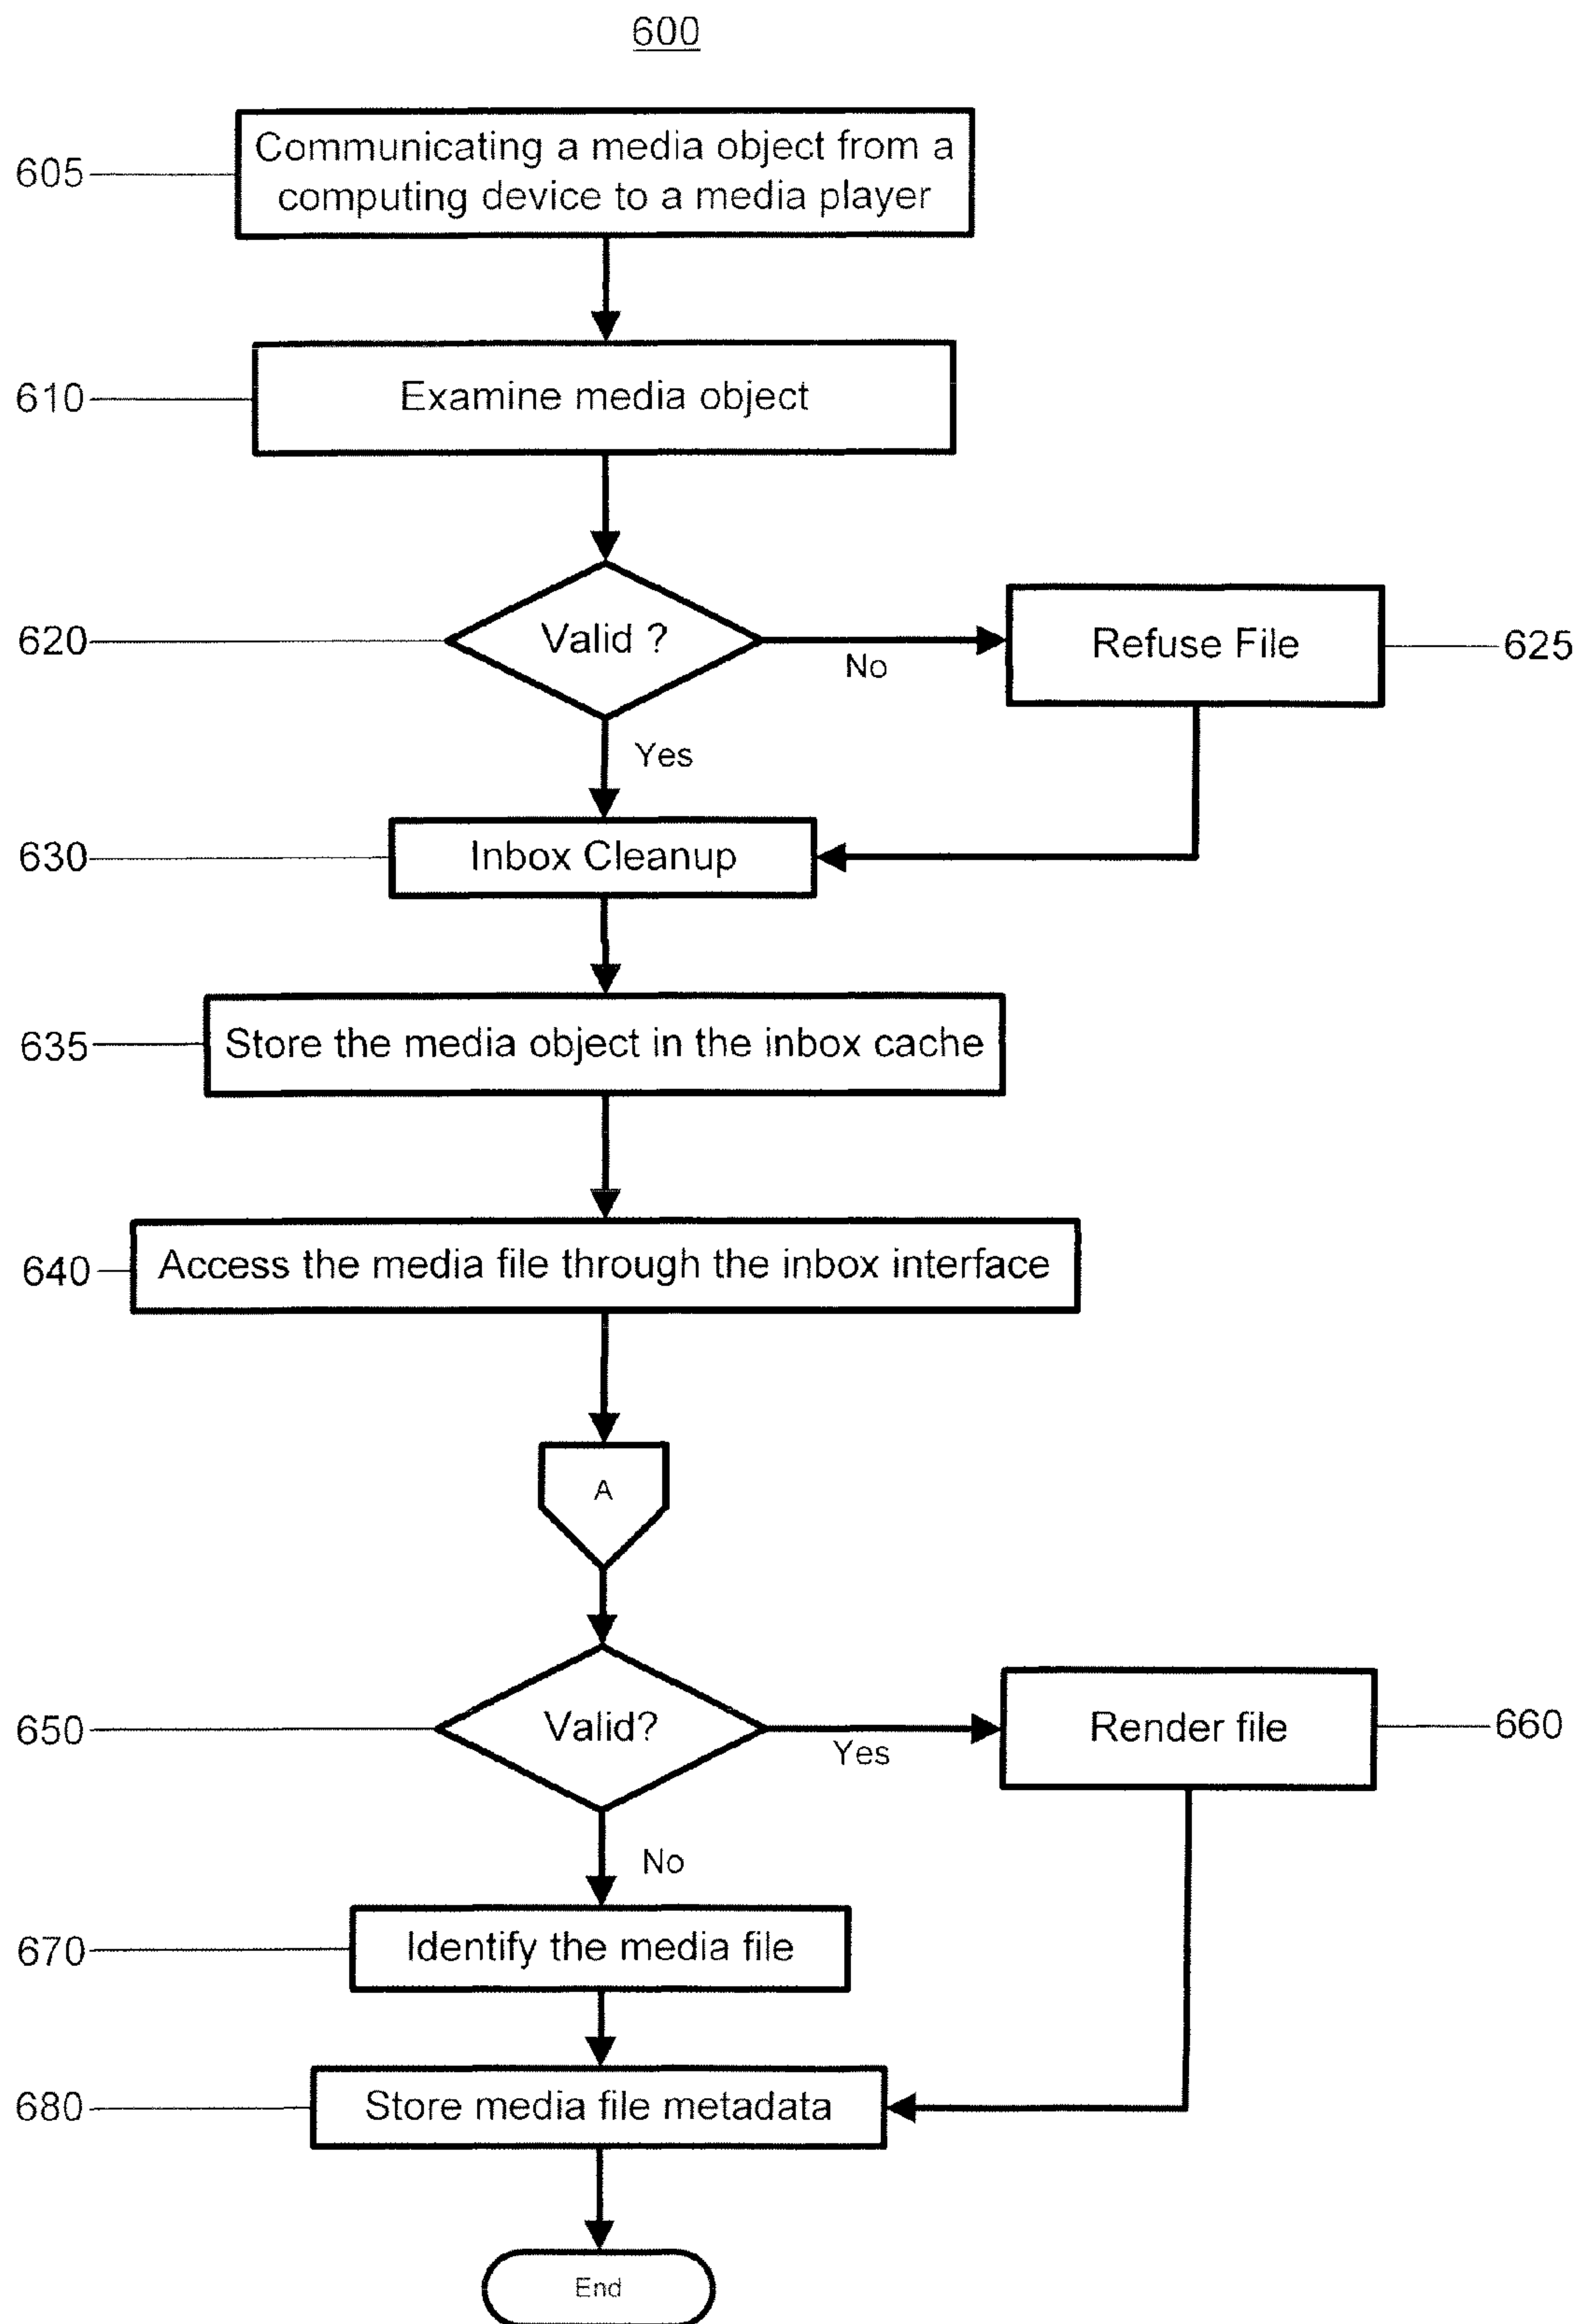 600
605
Communicating a media object from a
computing device to a media player
610
Examine media object
620
Valid ?
No
Refuse File
625
Yes
630
Inbox Cleanup
635
Store the media object in the inbox cache
640
Access the media file through the inbox interface
A
650
Valid?
Yes
Render file
660
No
670
Identify the media file
680
Store media file metadata
End